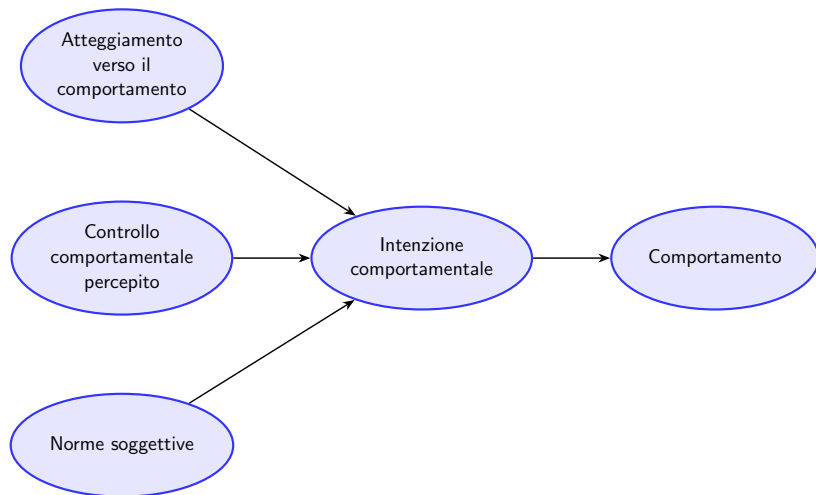 Atteggiamento
verso il
comportamento
Controllo
comportamentale
percepito
Intenzione
comportamentale
Comportamento
Norme soggettive